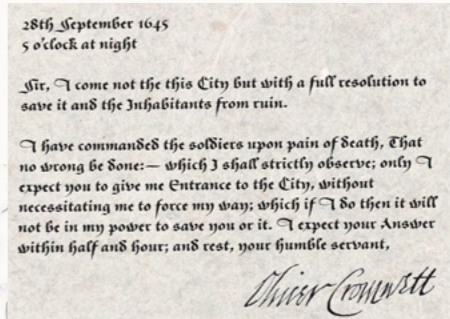 28th September 1645
5 o'clock at night
Sir, I come not the this City but with a full resolution to
save it and the Inhabitants from ruin.
I have commanded the soldiers upon pain of death, That
no wrong be done:— which I shall strictly observe; only I
expect you to give me Entrance to the City, without
necessitating me to force my way; which if I do then it will
not be in my power to save you or it. I expect your Answer
within half and hour; and rest, your humble servant,
Oliver Cromwell